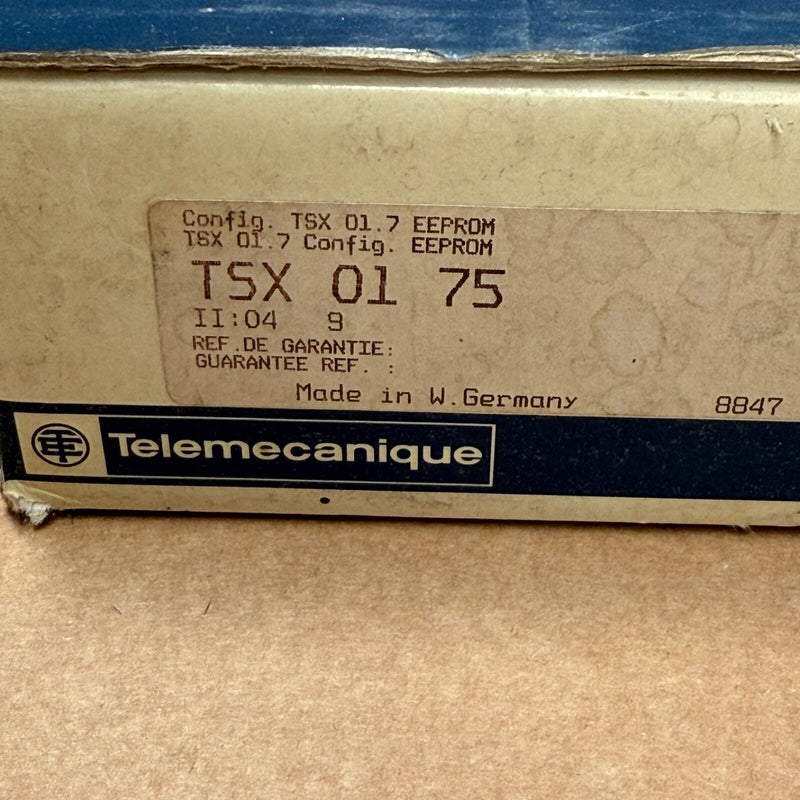 Config. TSX 01.7 EEPROM
TSX 01.7 Config. EEPROM
TSX 01 75
II:04 9
REF.DE GARANTIE:
GUARANTEE REF. :
Made in W.Germany 8847
Telemecanique